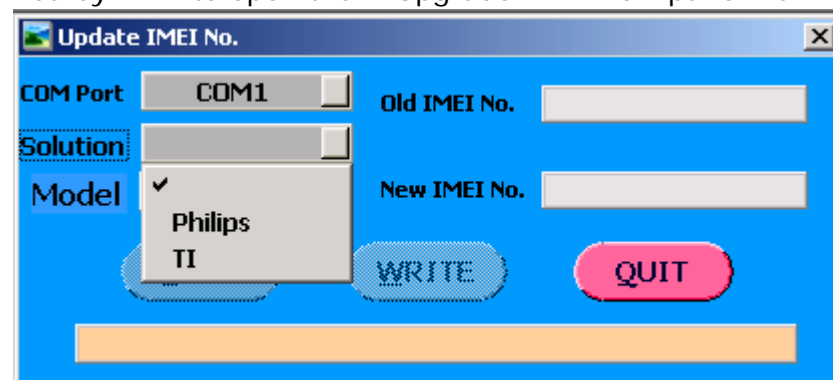 Update IMEI No.
COM Port COM1 Old IMEI No.
Solution
Model New IMEI No.
Philips
TI
WRITE QUIT